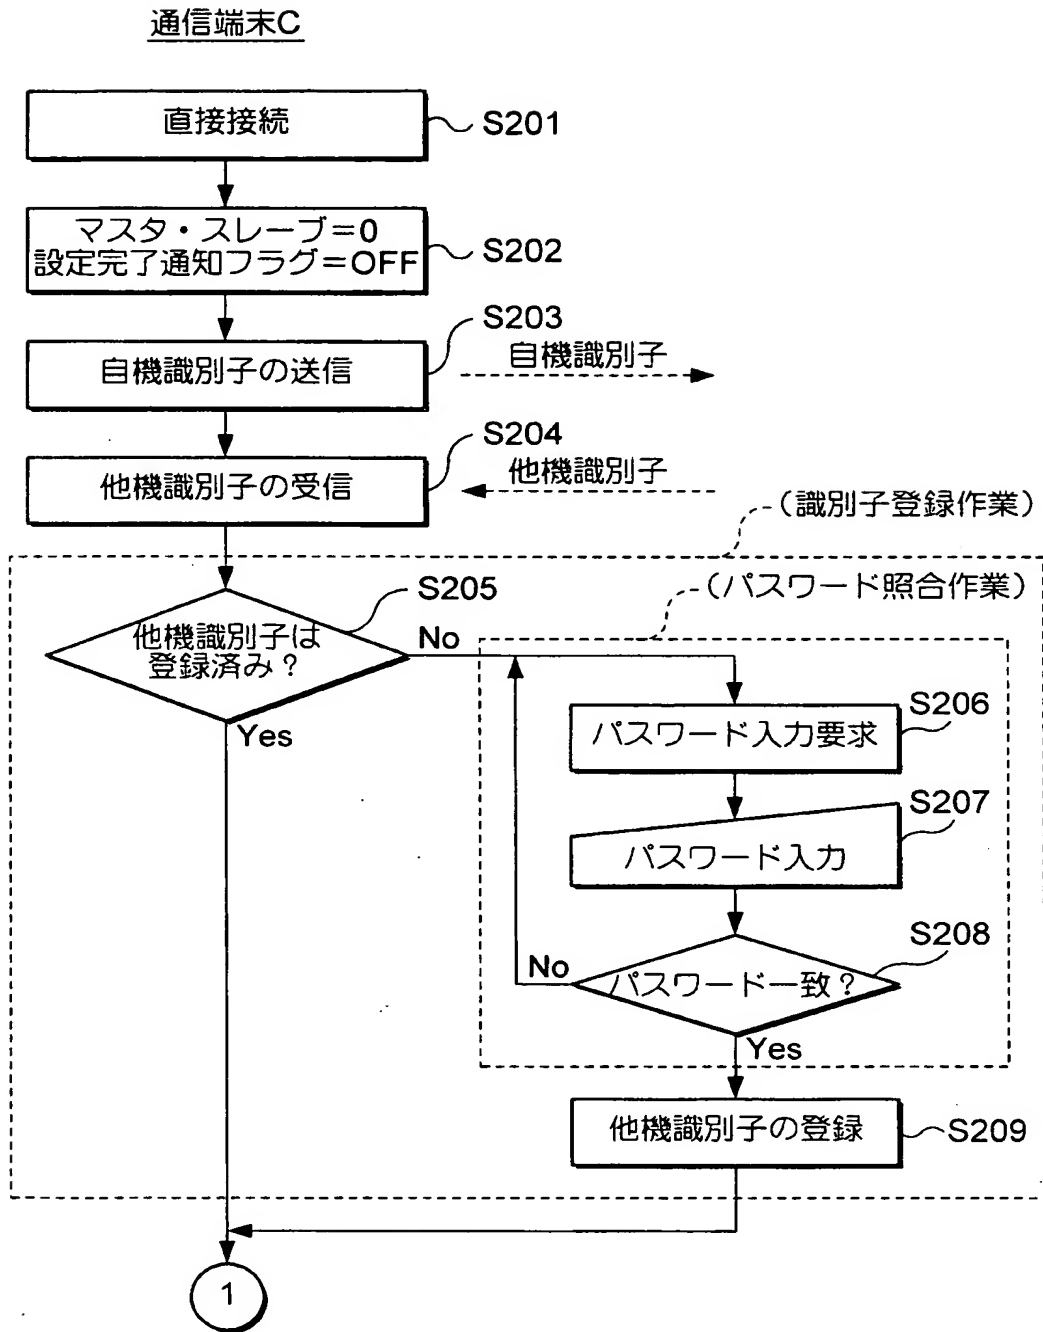 通信端末C
直接接続
S201
マスタ・スレーブ=0
設定完了通知フラグ=OFF
S202
S203
自機識別子の送信
自機識別子
S204
他機識別子の受信
他機識別子
(識別子登録作業)
(パスワード照合作業)
S205
他機識別子は
登録済み?
No
Yes
S206
パスワード入力要求
S207
パスワード入力
S208
パスワード一致?
No
Yes
他機識別子の登録
S209
1